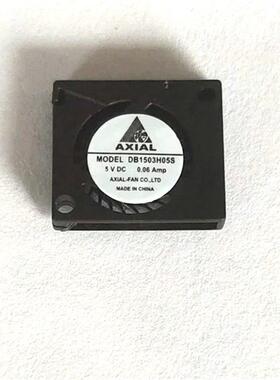 AXIAL
MODEL DB1503H05S
5 V DC 0.06 Amp
AXIAL-FAN CO.,LTD
MADE IN CHINA